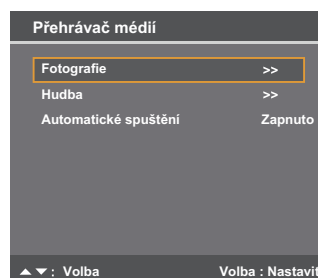 Přehrávač médií
Fotografie >>
Hudba >>
Automatické spuštění Zapnuto
▲▼: Volba Volba : Nastavit